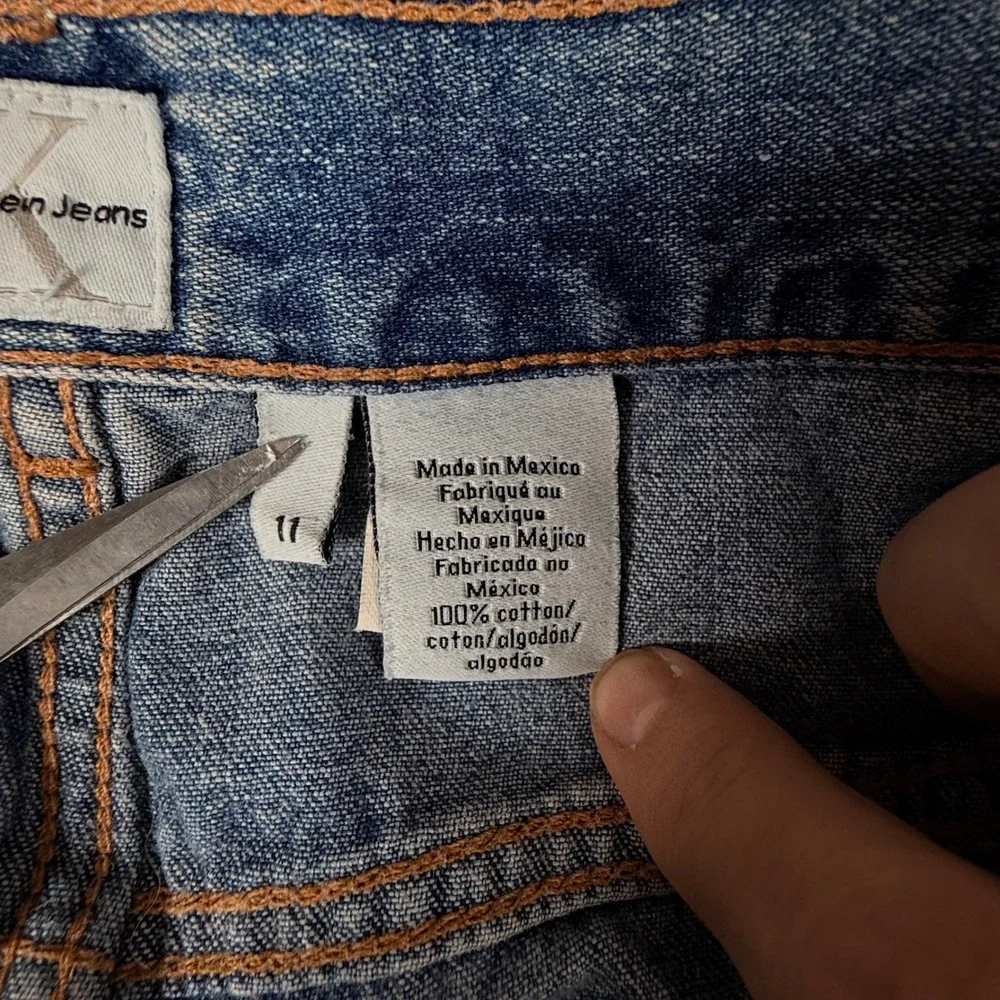 K
ein Jeans
11
Made in Mexico
Fabriqué au
Mexique
Hecho en Méjico
Fabricado no
México
100% cotton/
coton/algodón/
algodão